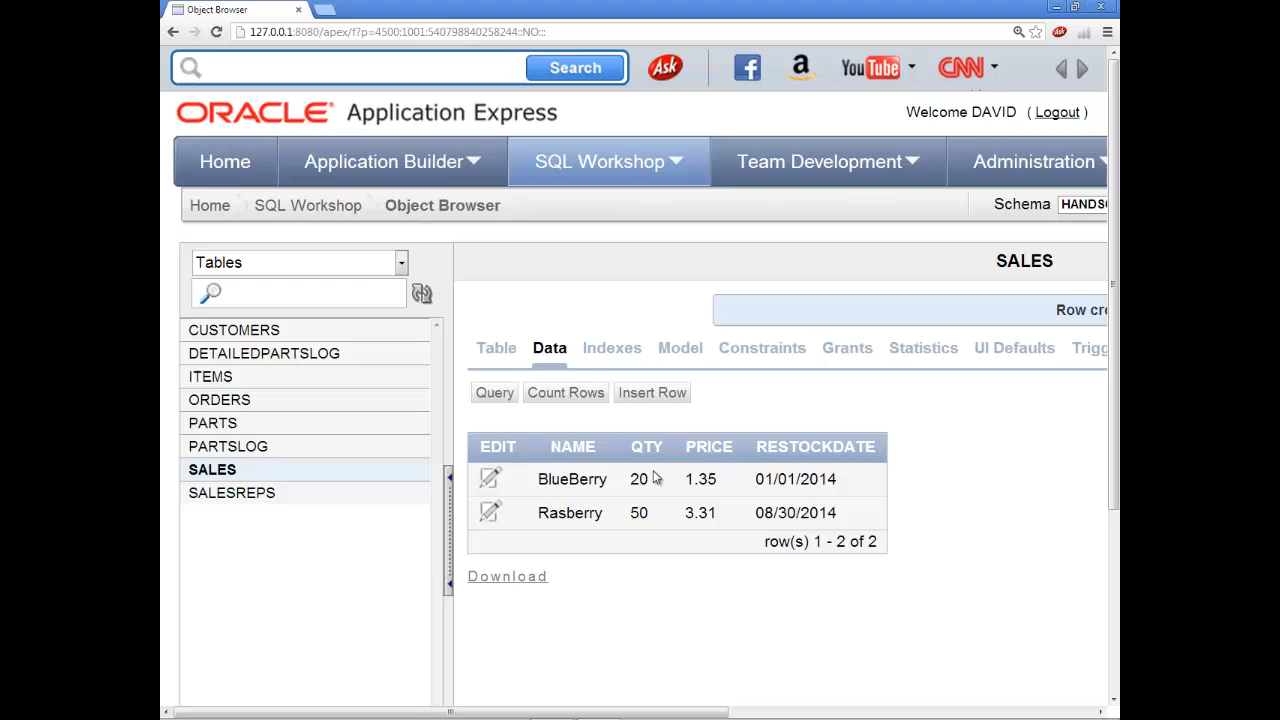 Object Browser
127.0.0.1:8080/apex/f?p=4500:1001:540798840258244::NO:::
Search Ask You Tube CNN
ORACLE Application Express
Welcome DAVID ( Logout )
Home Application Builder SQL Workshop Team Development Administration
Home SQL Workshop Object Browser Schema HANDS
Tables
SALES
Row cre
CUSTOMERS
DETAILEDPARTSLOG
ITEMS
ORDERS
PARTS
PARTSLOG
SALES
SALESREPS
Table Data Indexes Model Constraints Grants Statistics UI Defaults Trigg
Query Count Rows Insert Row
EDIT NAME QTY PRICE RESTOCKDATE
BlueBerry 20 1.35 01/01/2014
Rasberry 50 3.31 08/30/2014
row(s) 1 - 2 of 2
Download